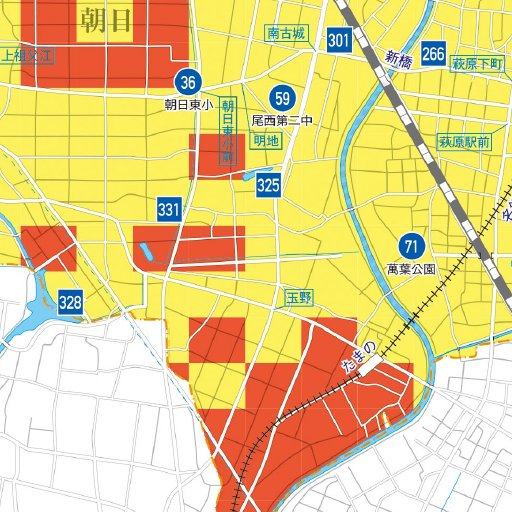 朝日
南古城
301
新橋
266
上祖父江
萩原下町
36
朝日東小
59
尾西第二中
朝日東小前
明地
萩原駅前
325
331
71
萬葉公園
328
玉野
たまの